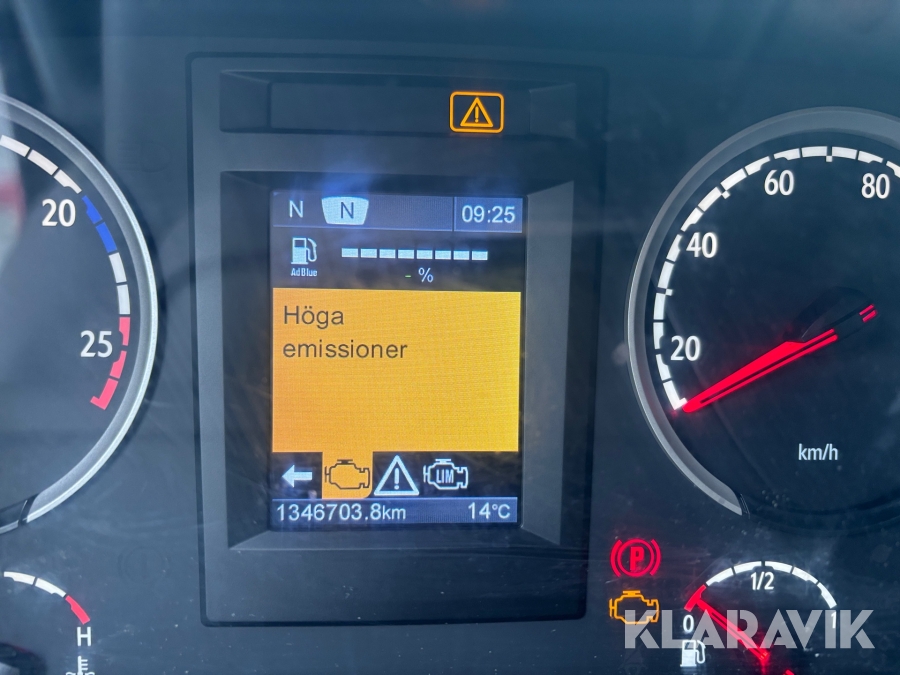 20
25
H
N N 09:25
AdBlue
- %
Höga
emissioner
LIM
1346703.8km 14°C
20
40
60
80
km/h
P
0 1/2 1
KLARAVIK